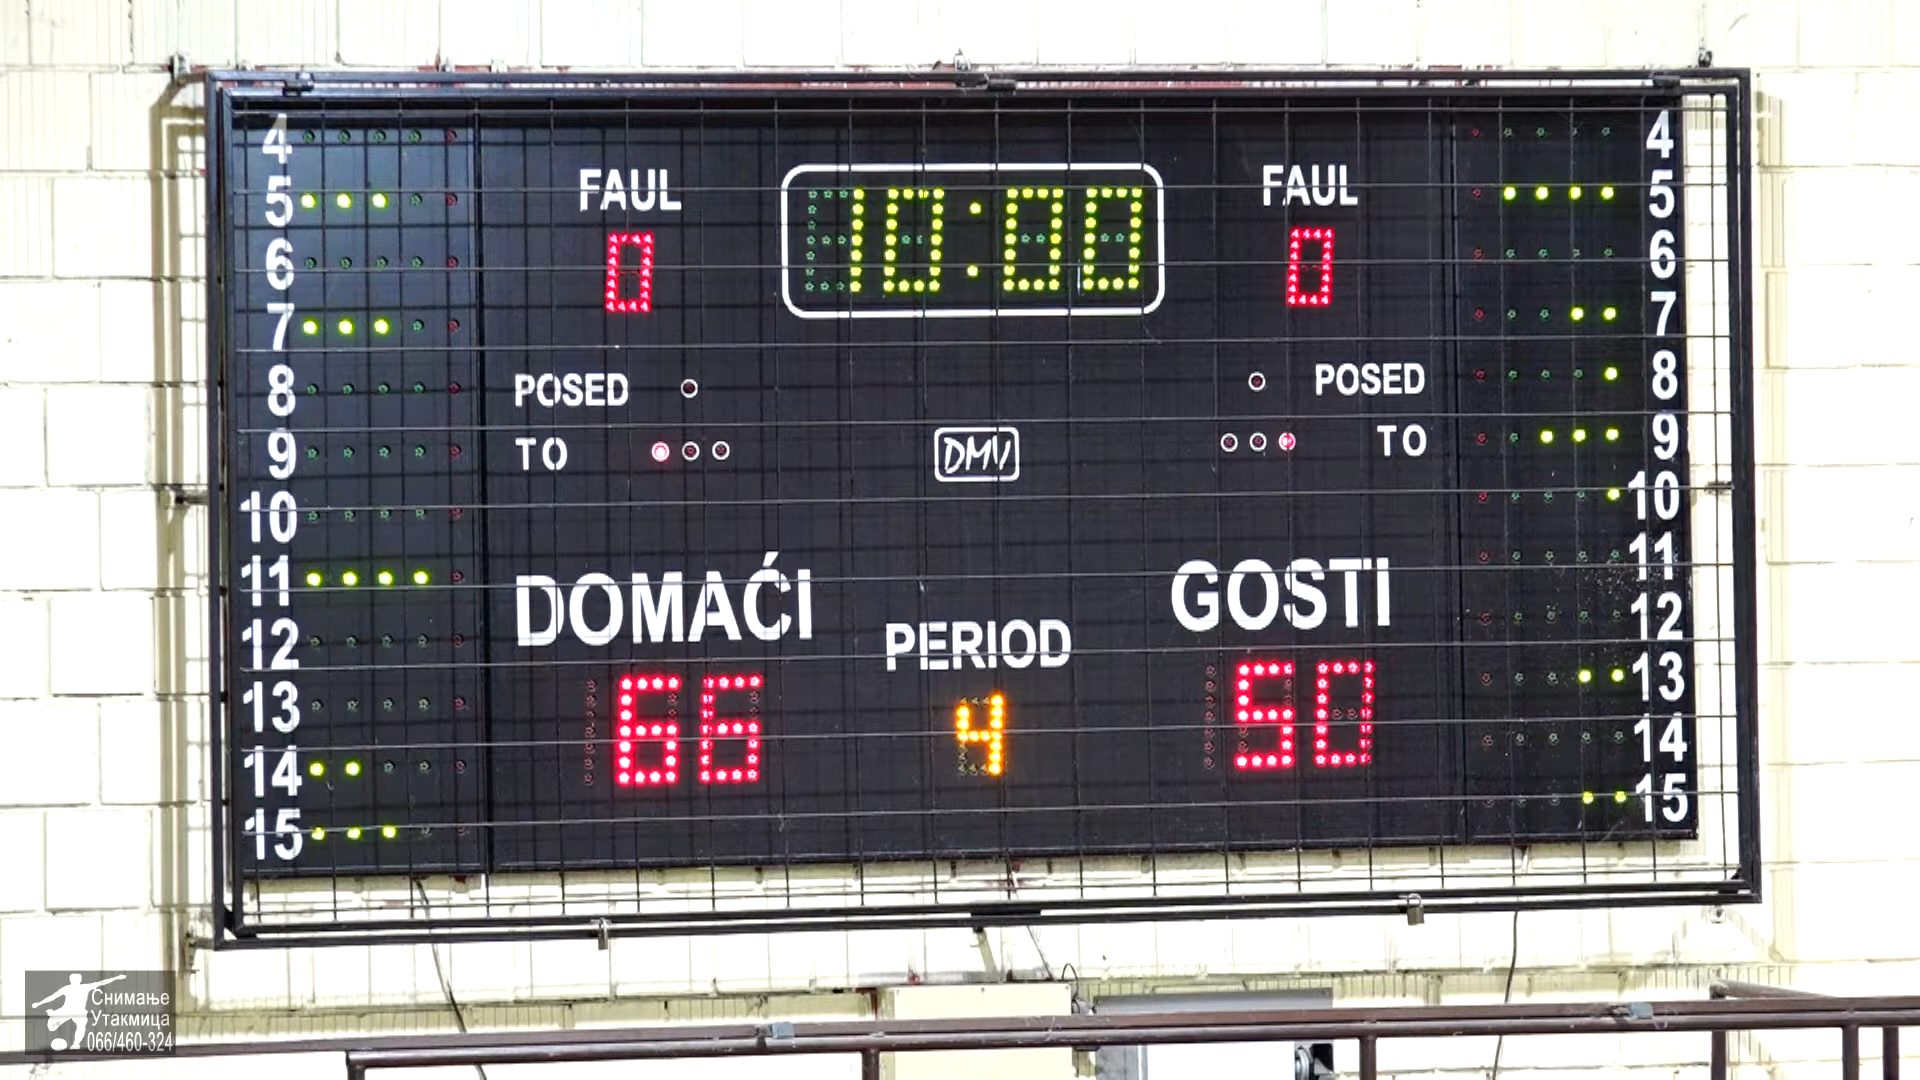 4 4
FAUL 10:00 FAUL
5 5
0 0
6 6
7 7
POSED POSED
8 8
TO DMV TO
9 9
10 10
11 11
DOMAĆI GOSTI
12 PERIOD 12
13 13
66 4 50
14 14
15 15
Снимање
Утакмица
066/460-324